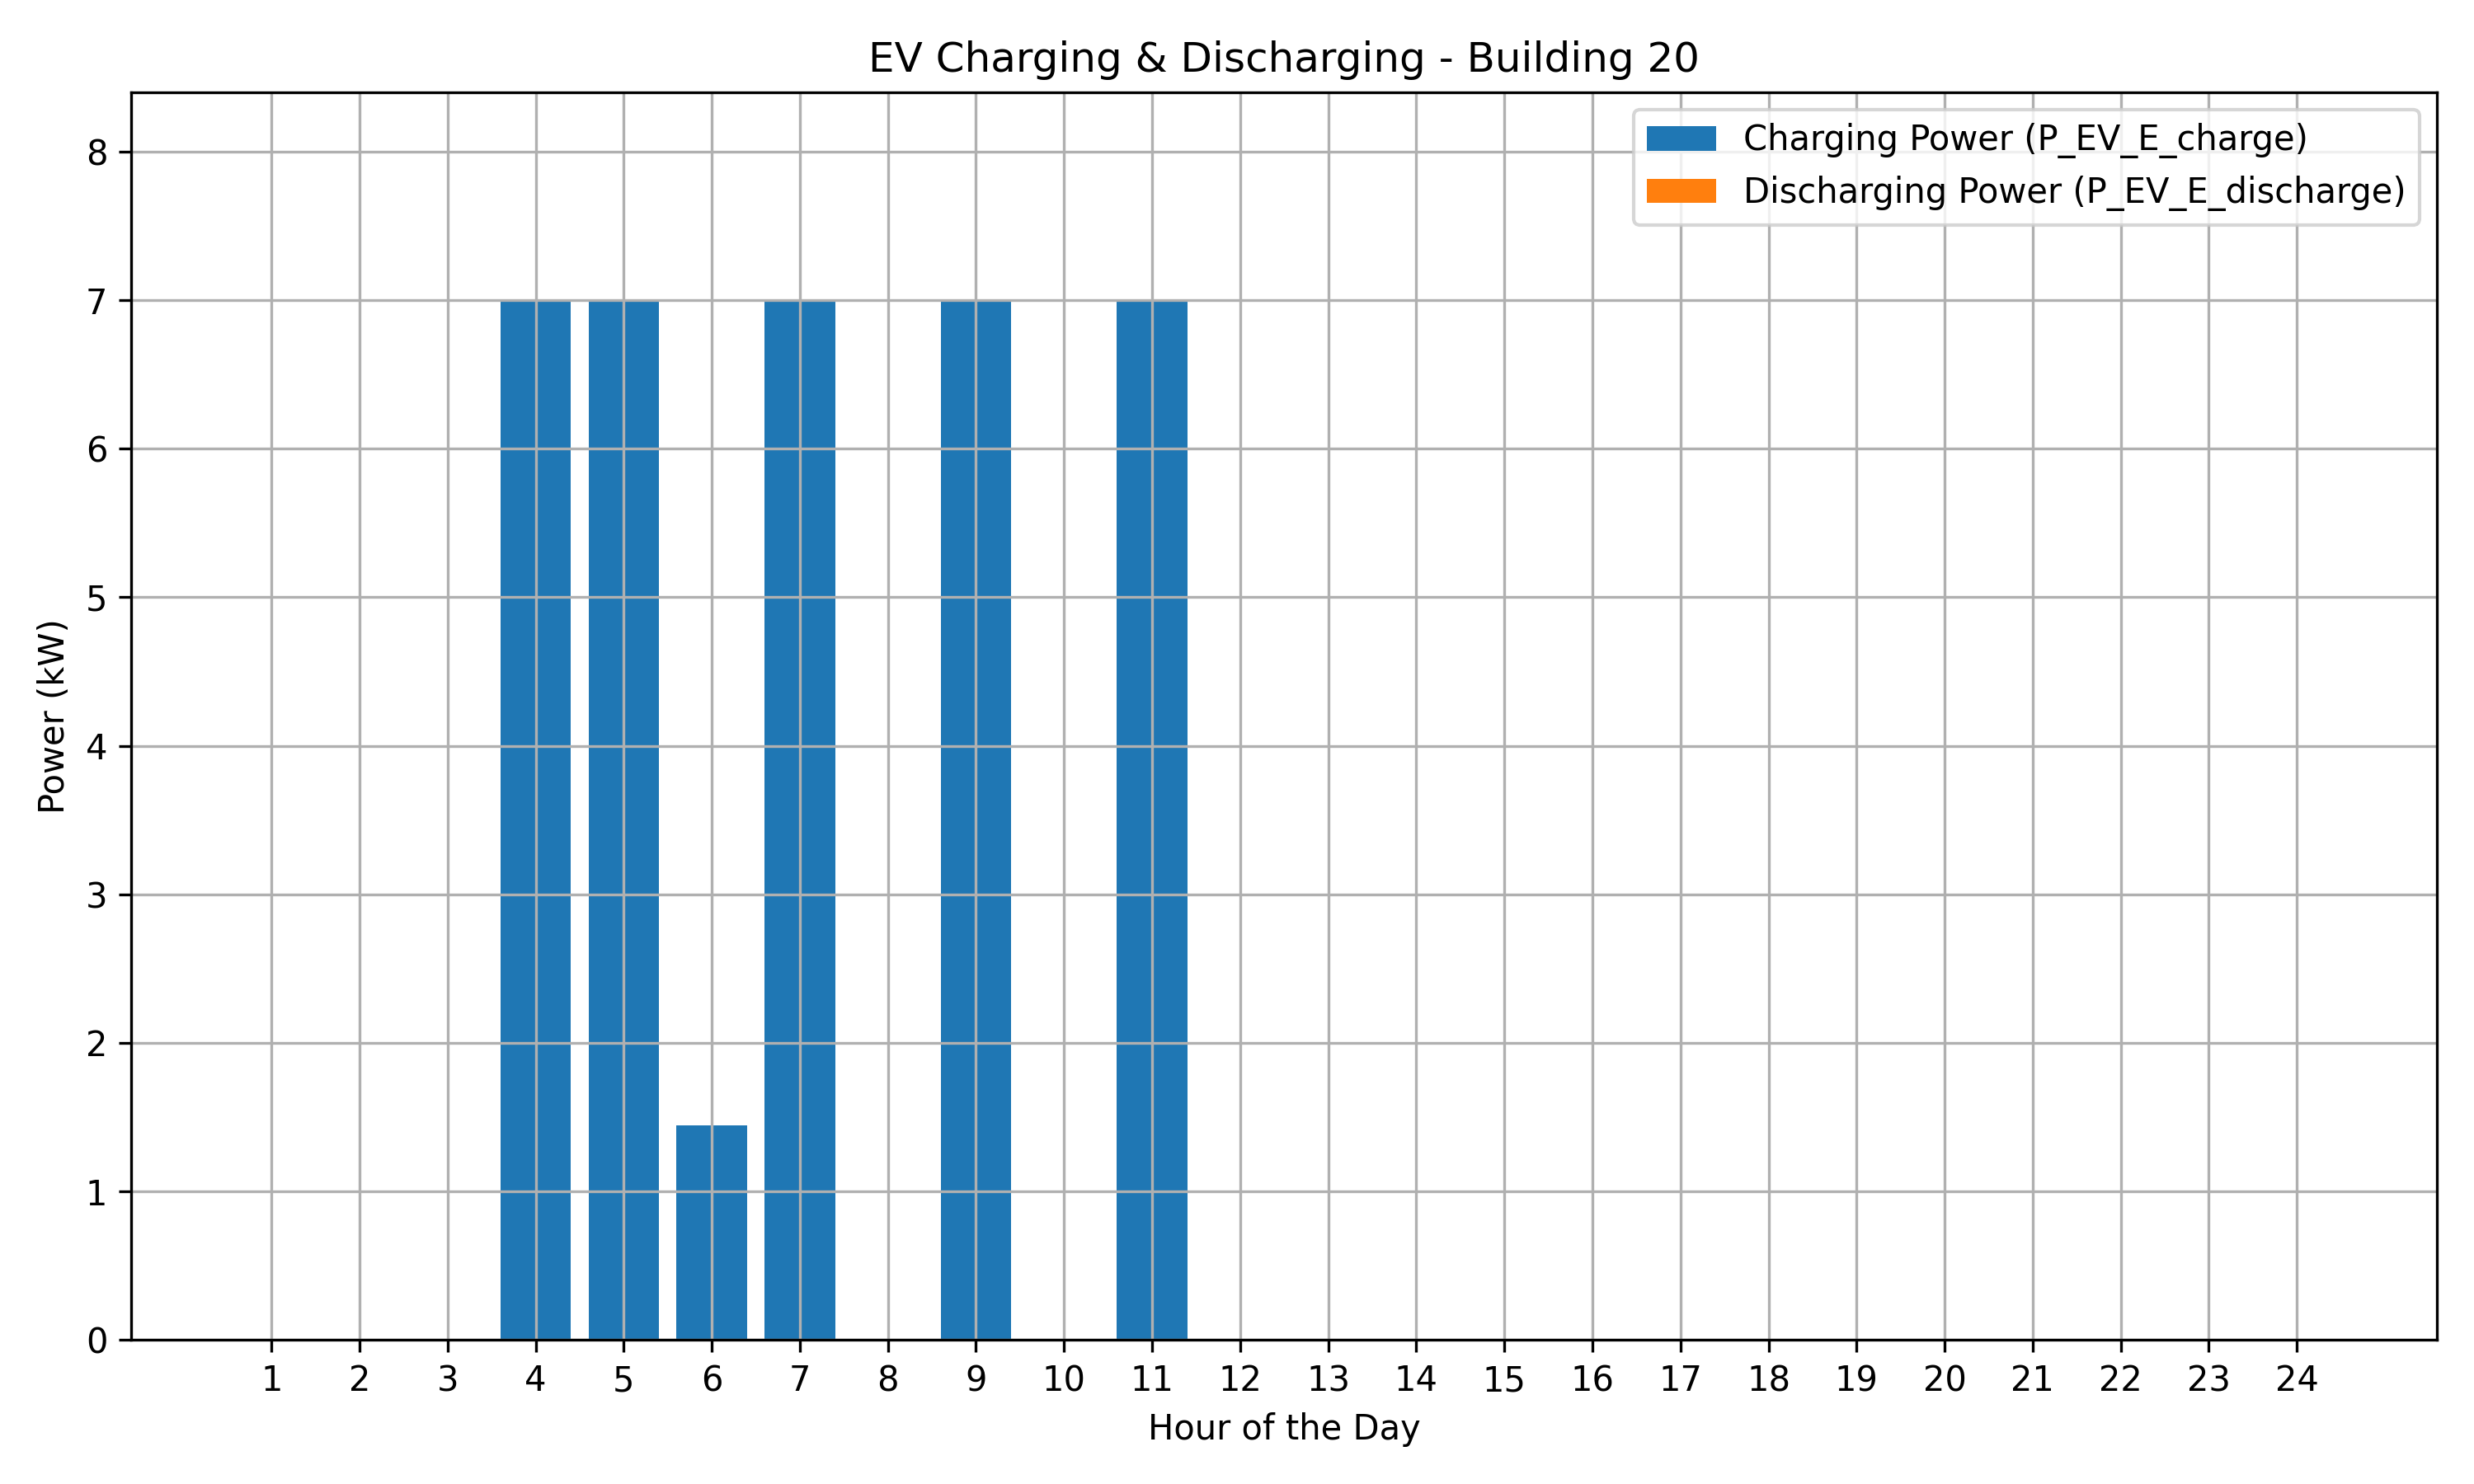 EV Charging & Discharging - Building 20
Charging Power (P_EV_E_charge)
Discharging Power (P_EV_E_discharge)
8
7
6
5
4
3
2
1
0
Power (kW)
1 2 3 4 5 6 7 8 9 10 11 12 13 14 15 16 17 18 19 20 21 22 23 24
Hour of the Day